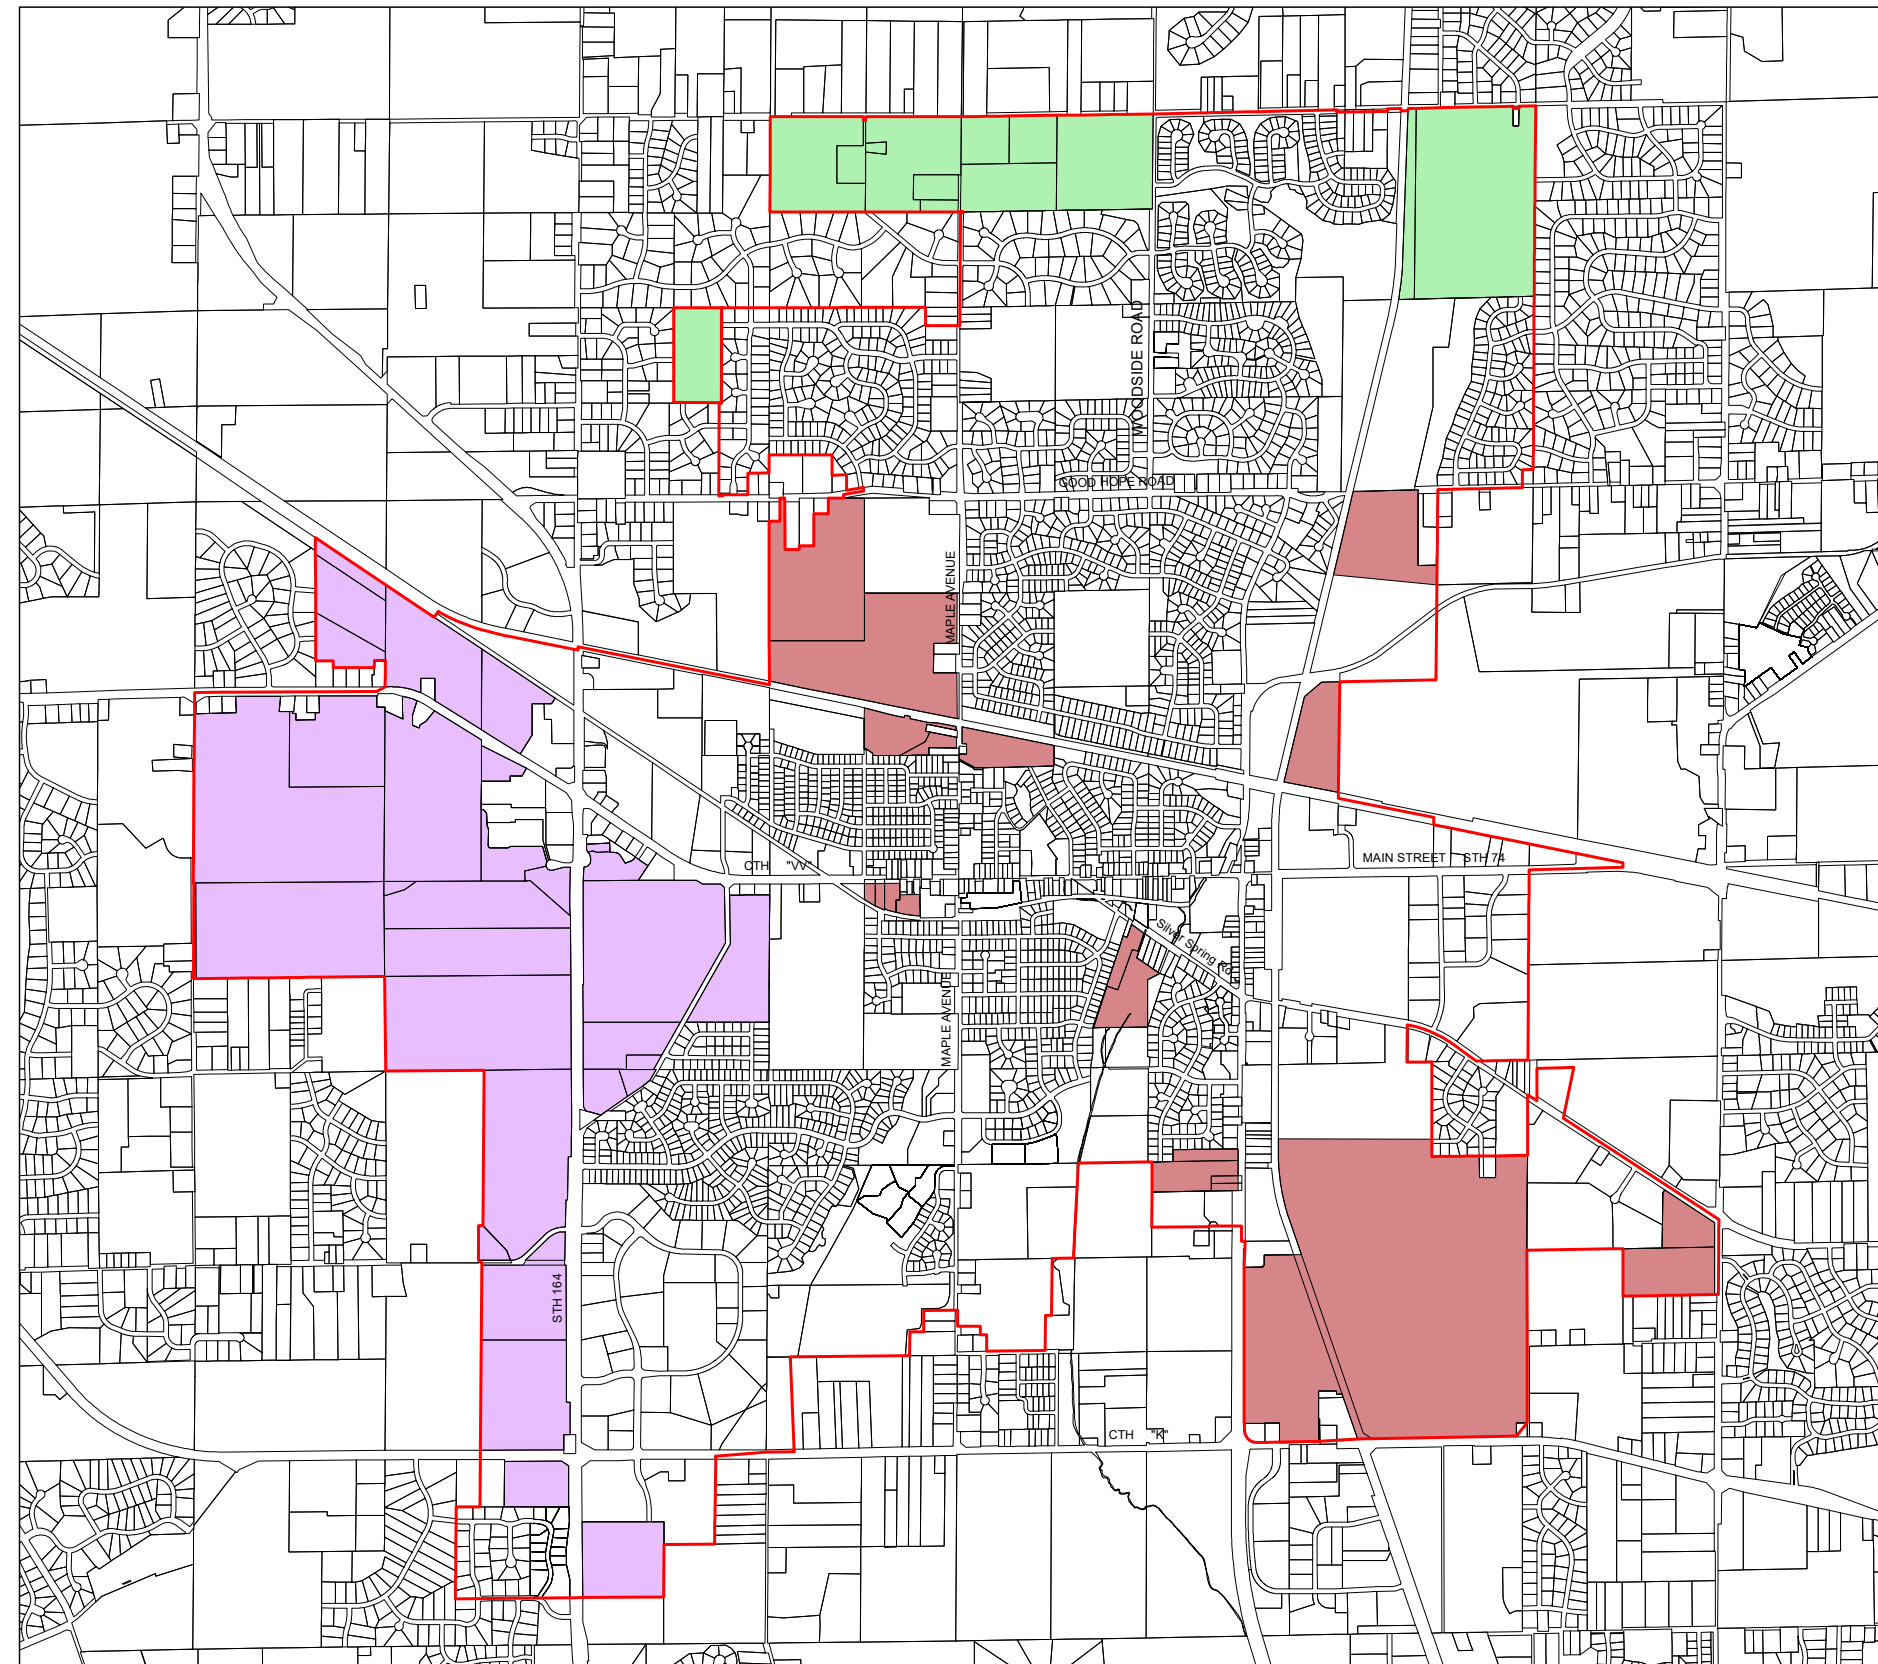 WOODSIDE ROAD
GOOD HOPE ROAD
MAPLE AVENUE
CTH "VV"
MAIN STREET STH 74
Silver Spring Rd.
MAPLE AVENUE
STH 164
CTH "K"